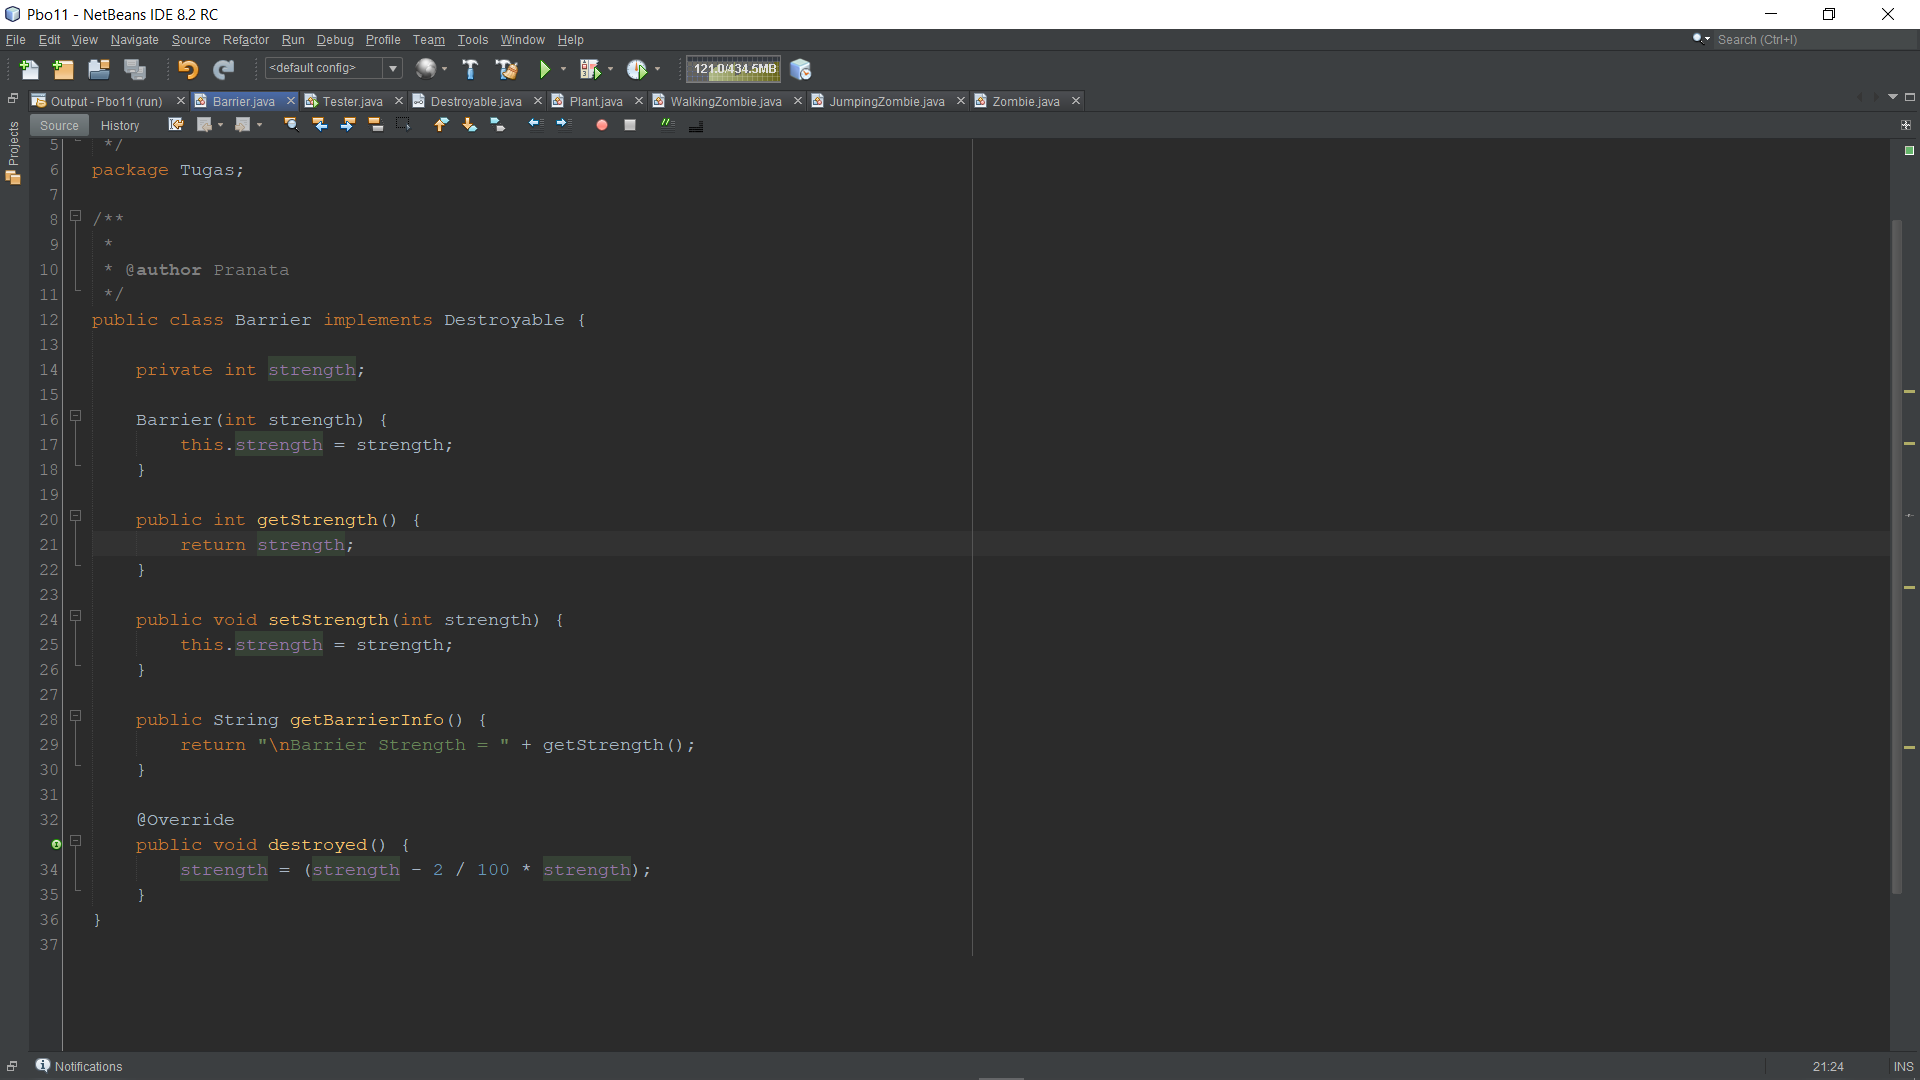 Pbo11 - NetBeans IDE 8.2 RC
File Edit View Navigate Source Refactor Run Debug Profile Team Tools Window Help
Search (Ctrl+I)
<default config>
121.0/434.5MB
Output - Pbo11 (run) Barrier.java Tester.java Destroyable.java Plant.java WalkingZombie.java JumpingZombie.java Zombie.java
Source History
Projects
5 */
6 package Tugas;
7
8 /**
9 *
10 * @author Pranata
11 */
12 public class Barrier implements Destroyable {
13
14 private int strength;
15
16 Barrier(int strength) {
17 this.strength = strength;
18 }
19
20 public int getStrength() {
21 return strength;
22 }
23
24 public void setStrength(int strength) {
25 this.strength = strength;
26 }
27
28 public String getBarrierInfo() {
29 return "\nBarrier Strength = " + getStrength();
30 }
31
32 @Override
public void destroyed() {
34 strength = (strength - 2 / 100 * strength);
35 }
36 }
37
Notifications
21:24 INS